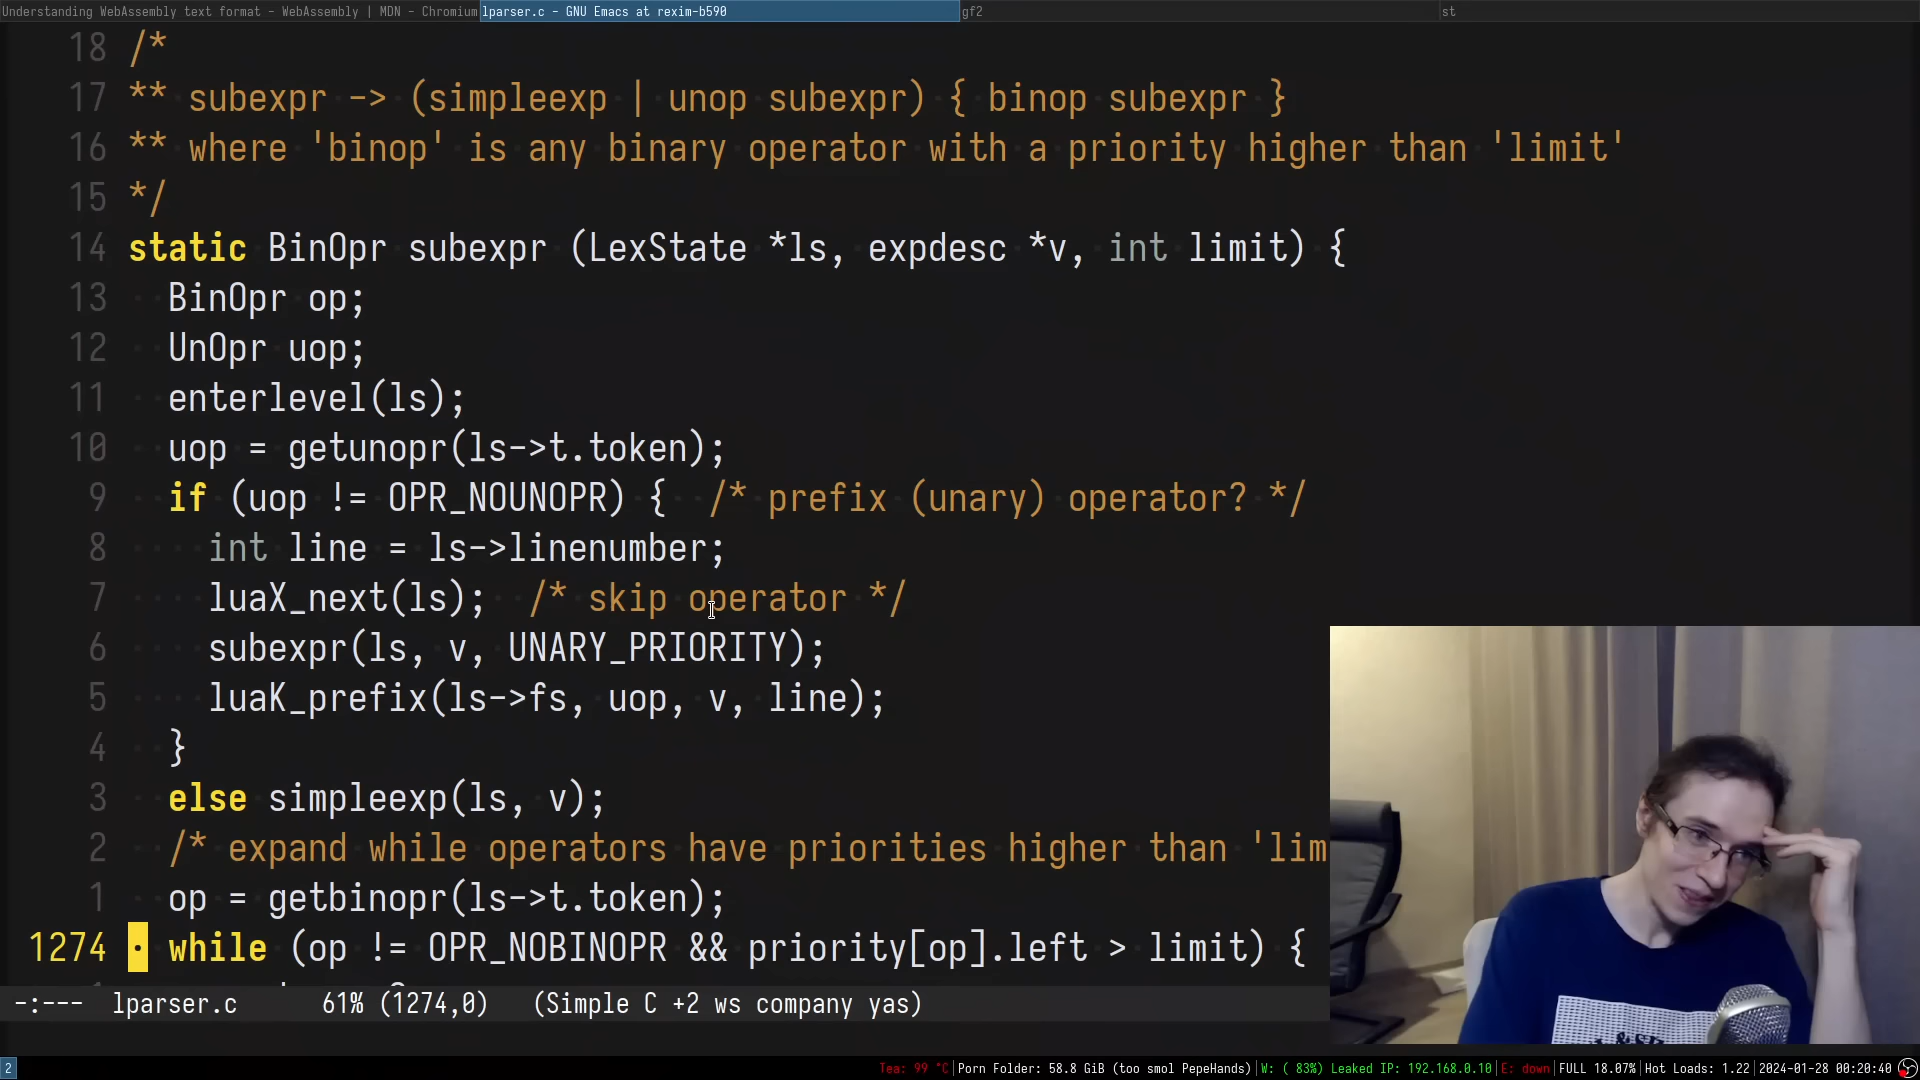 Understanding WebAssembly text format - WebAssembly | MDN - Chromium lparser.c - GNU Emacs at rexim-b590 gf2 st
18 /*
17 ** subexpr -> (simpleexp | unop subexpr) { binop subexpr }
16 ** where 'binop' is any binary operator with a priority higher than 'limit'
15 */
14 static BinOpr subexpr (LexState *ls, expdesc *v, int limit) {
13 BinOpr op;
12 UnOpr uop;
11 enterlevel(ls);
10 uop = getunopr(ls->t.token);
9 if (uop != OPR_NOUNOPR) { /* prefix (unary) operator? */
8 int line = ls->linenumber;
7 luaX_next(ls); /* skip operator */
6 subexpr(ls, v, UNARY_PRIORITY);
5 luaK_prefix(ls->fs, uop, v, line);
4 }
3 else simpleexp(ls, v);
2 /* expand while operators have priorities higher than 'lim
1 op = getbinopr(ls->t.token);
1274 while (op != OPR_NOBINOPR && priority[op].left > limit) {
-:--- lparser.c 61% (1274,0) (Simple C +2 ws company yas)
2 Tea: 99 °C|Porn Folder: 58.8 GiB (too smol PepeHands)|W: ( 83%) Leaked IP: 192.168.0.10|E: down|FULL 18.07%|Hot Loads: 1.22|2024-01-28 00:20:40